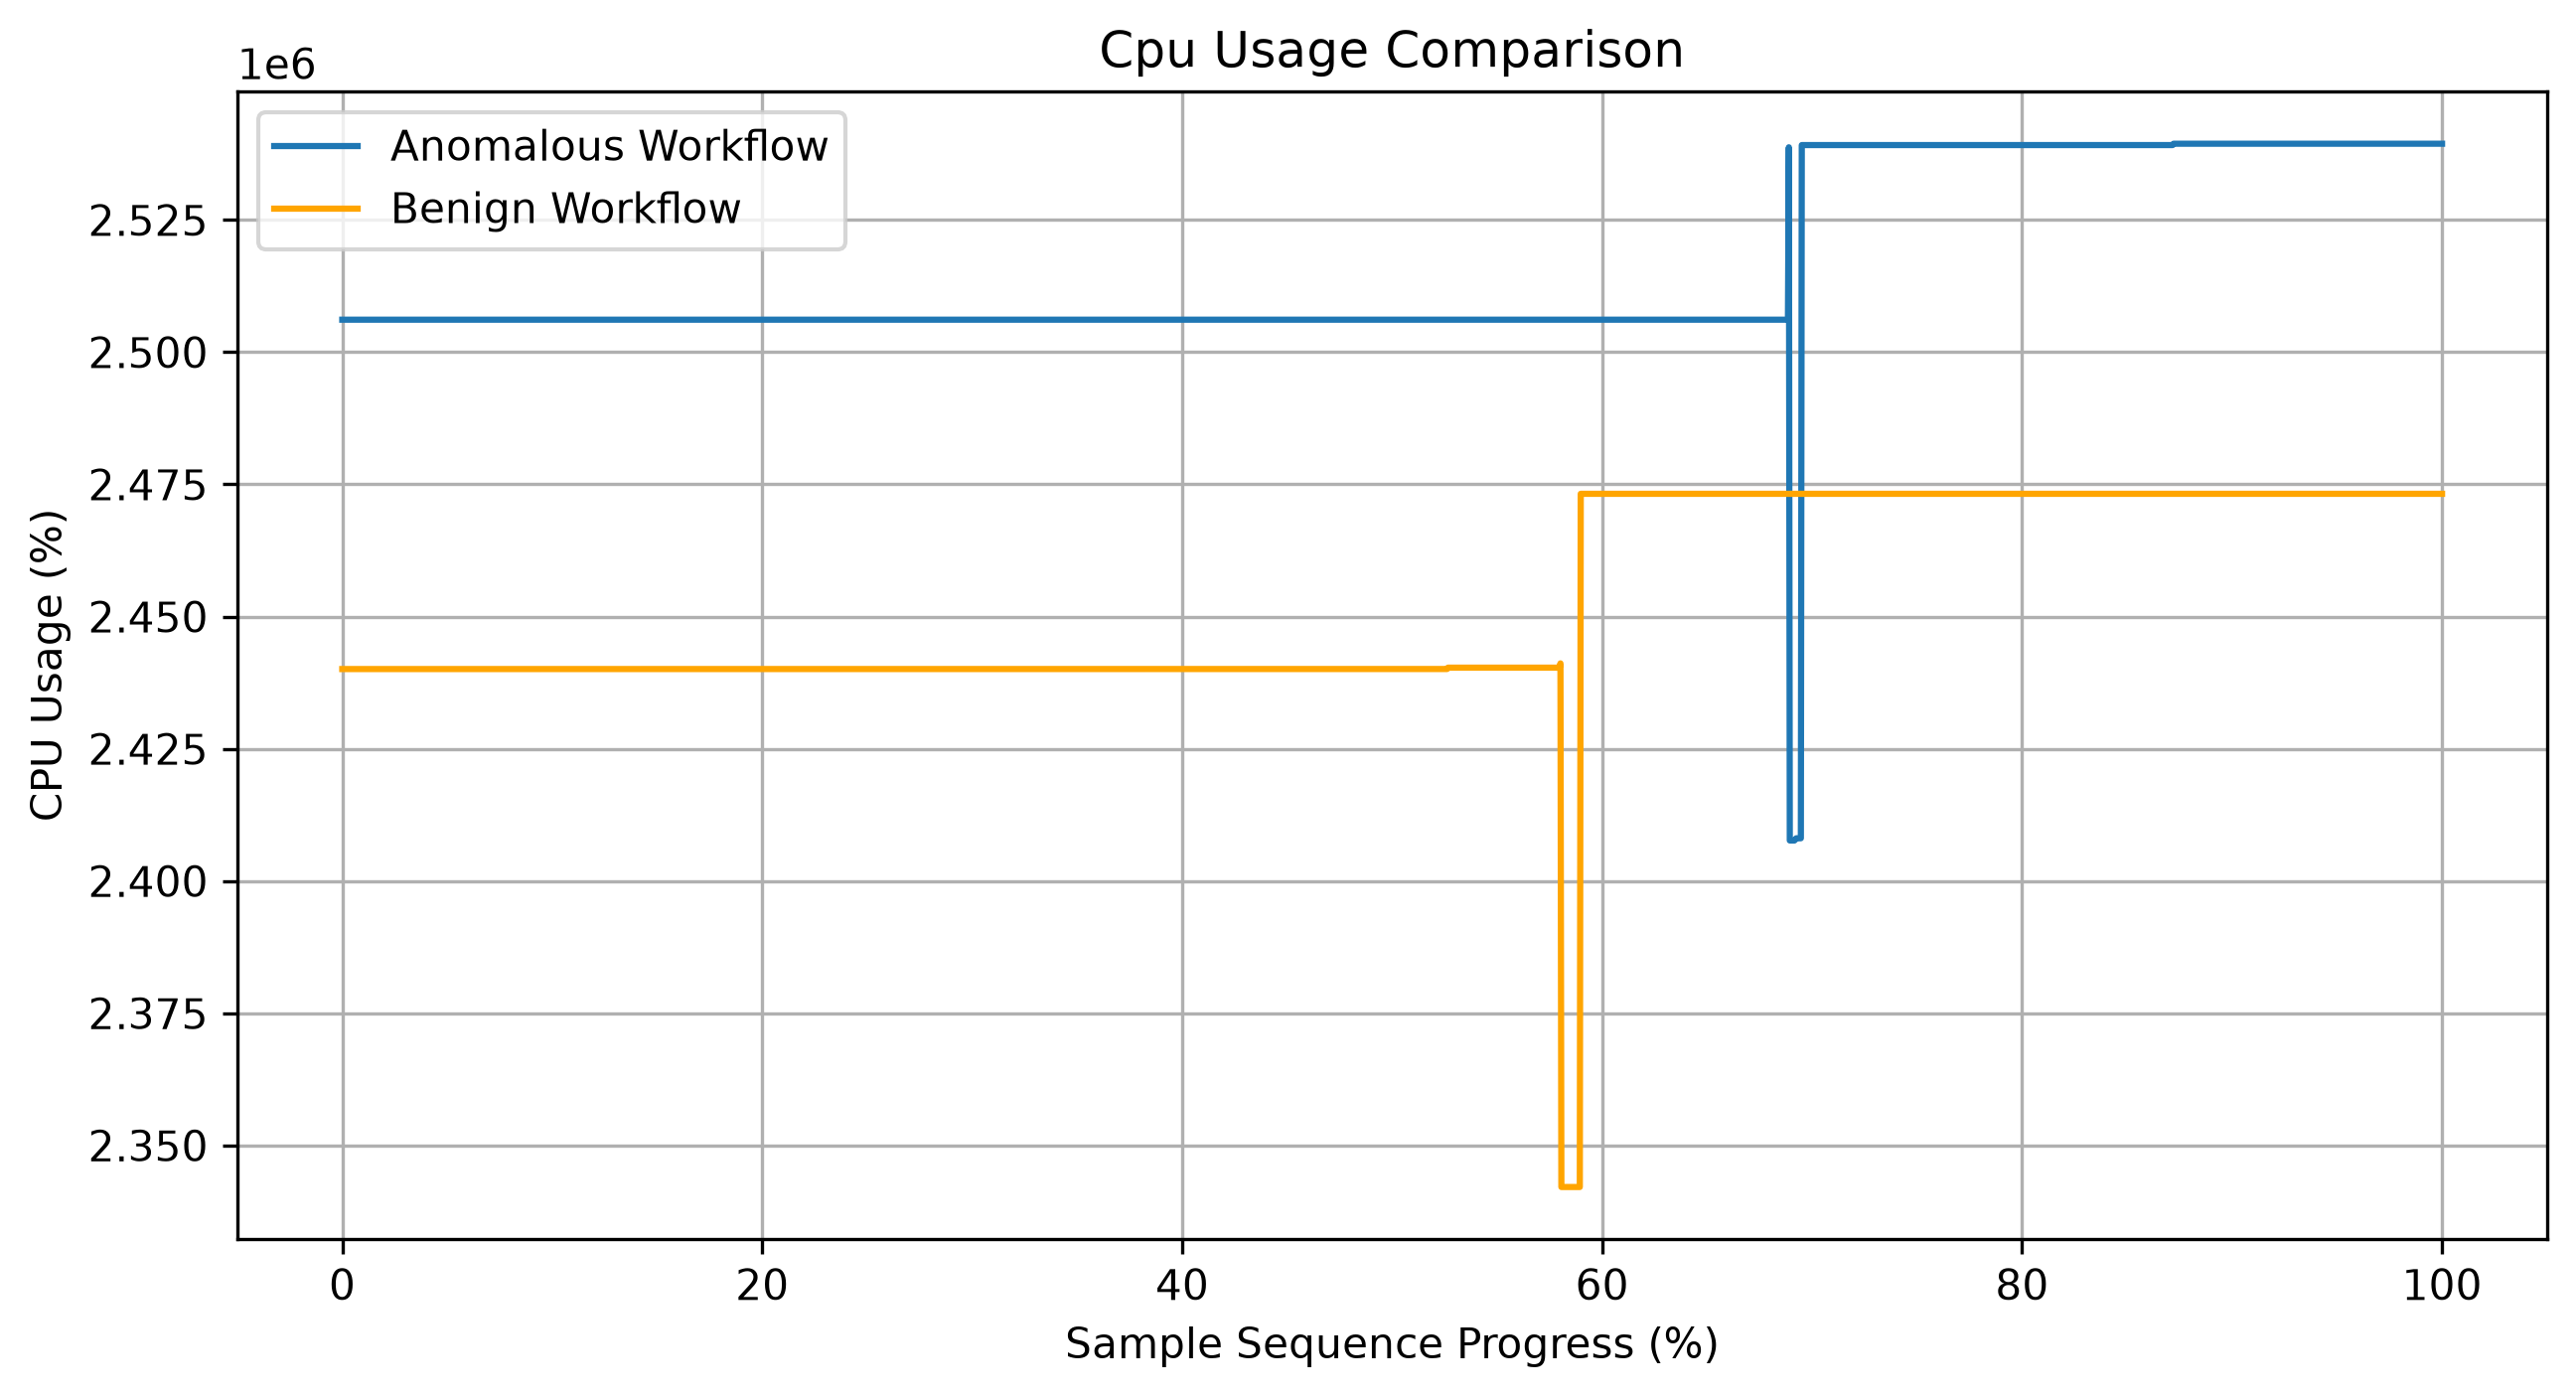 Cpu Usage Comparison
1e6
Anomalous Workflow
Benign Workflow
2.525
2.500
2.475
2.450
2.425
2.400
2.375
2.350
CPU Usage (%)
0 20 40 60 80 100
Sample Sequence Progress (%)